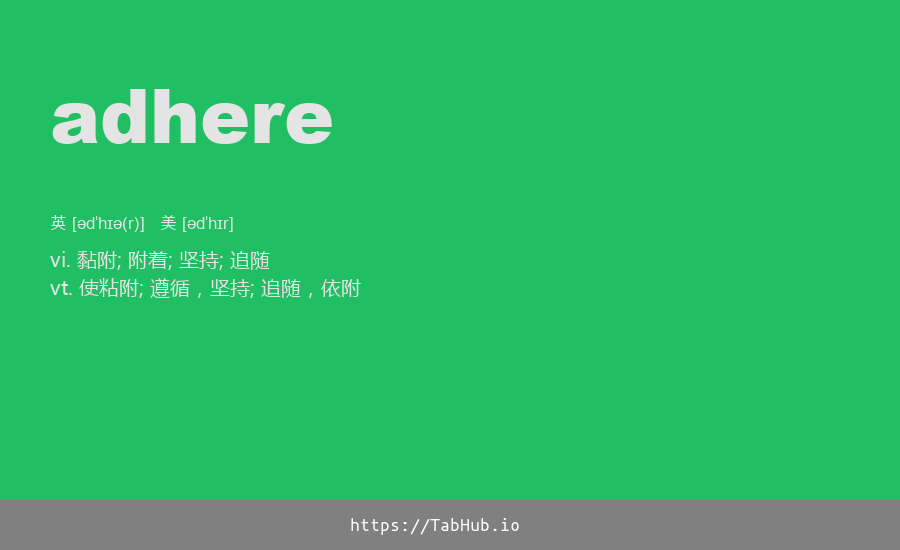 adhere
英 [əd'hɪə(r)] 美 [əd'hɪr]
vi. 黏附; 附着; 坚持; 追随
vt. 使粘附; 遵循，坚持; 追随，依附
https://TabHub.io